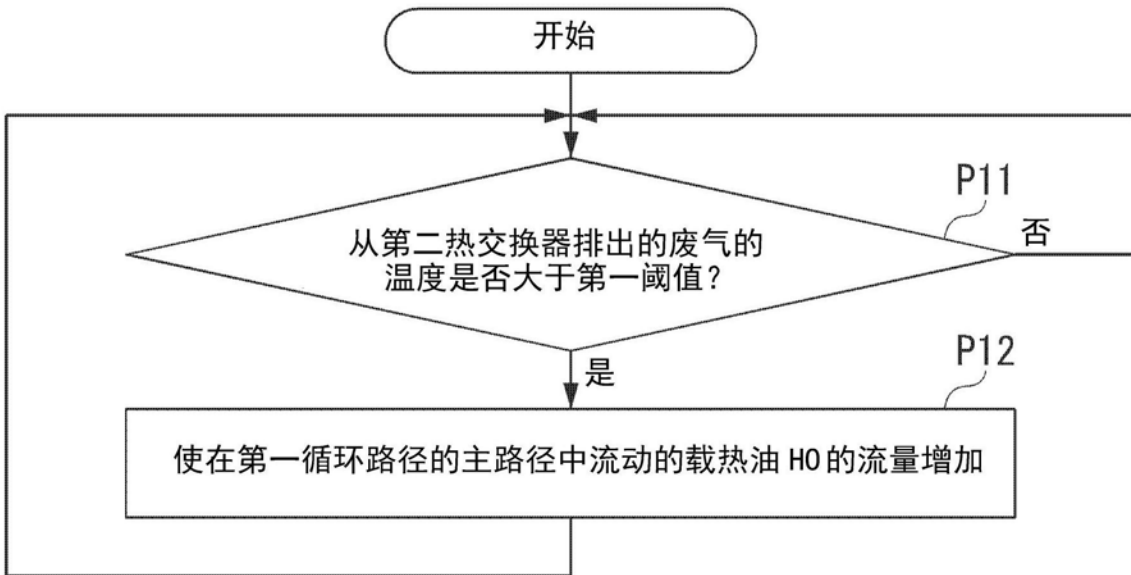 开始
P11
从第二热交换器排出的废气的
温度是否大于第一阈值？
否
是
P12
使在第一循环路径的主路径中流动的载热油HO的流量增加